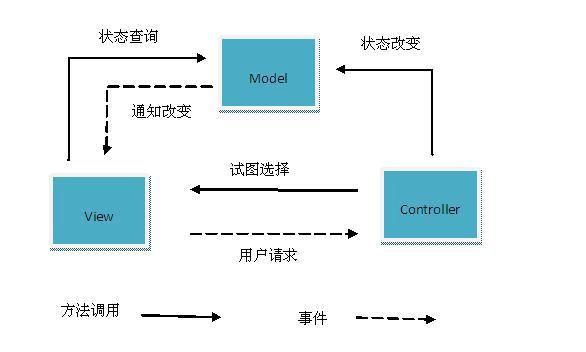 状态查询
状态改变
Model
通知改变
试图选择
View
Controller
用户请求
方法调用
事件